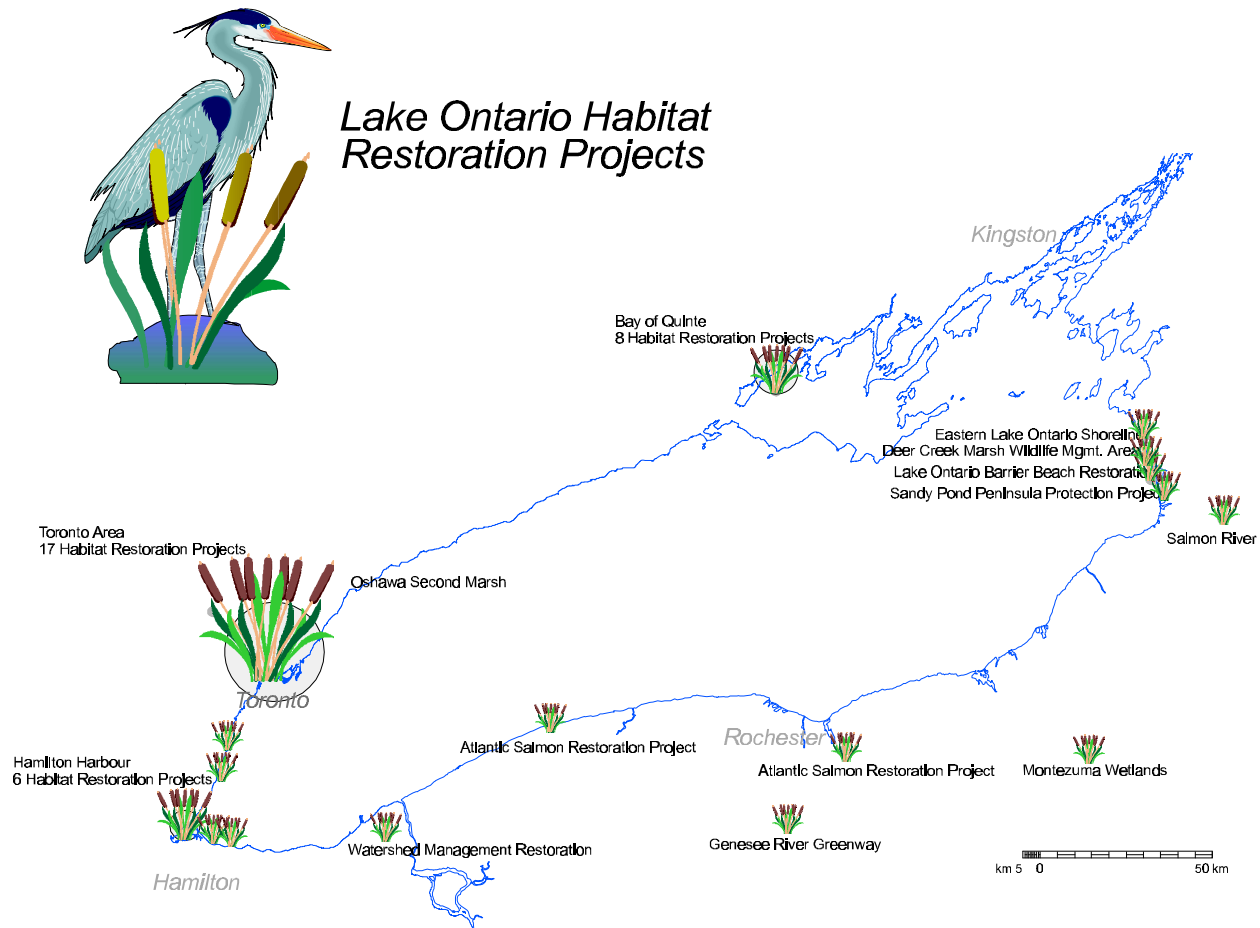 Lake Ontario Habitat
Restoration Projects
Kingston
Bay of Quinte
8 Habitat Restoration Projects
Eastern Lake Ontario Shoreline
Deer Creek Marsh Wildlife Mgmt. Area
Lake Ontario Barrier Beach Restoration
Sandy Pond Peninsula Protection Project
Salmon River
Toronto Area
17 Habitat Restoration Projects
Oshawa Second Marsh
Toronto
Atlantic Salmon Restoration Project
Rochester
Atlantic Salmon Restoration Project
Montezuma Wetlands
Hamilton Harbour
6 Habitat Restoration Projects
Watershed Management Restoration
Genesee River Greenway
Hamilton
km 5 0 50 km